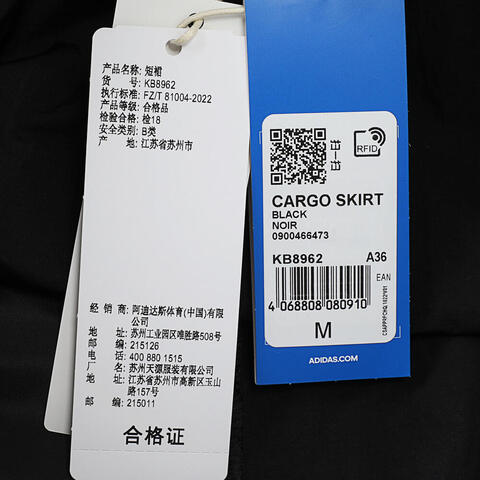 产品名称: 短裙
货 号: KB8962
执行标准: FZ/T 81004-2022
产品等级: 合格品
检验合格: 检18
安全类别: B类
产 地: 江苏省苏州市
经 销 商: 阿迪达斯体育(中国)有限
公司
地 址: 苏州工业园区唯胜路508号
邮 编: 215126
电 话: 400 880 1515
厂 名: 苏州天源服装有限公司
地 址: 江苏省苏州市高新区玉山
路157号
邮 编: 215011
合格证
RFID
CARGO SKIRT
BLACK
NOIR
0900466473
KB8962 A36
EAN
4 068808 080910
M
ADIDAS.COM